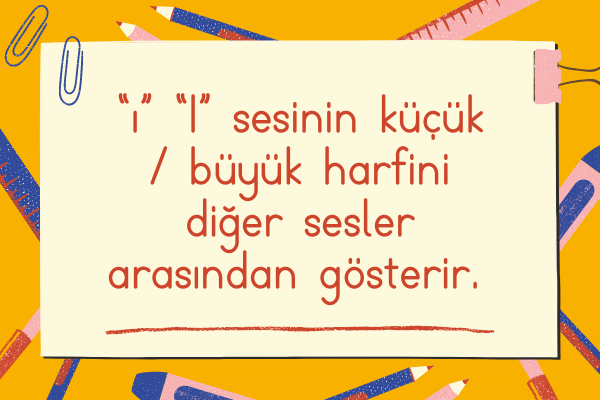 “ı” “I” sesinin küçük
/ büyük harfini
diğer sesler
arasından gösterir.